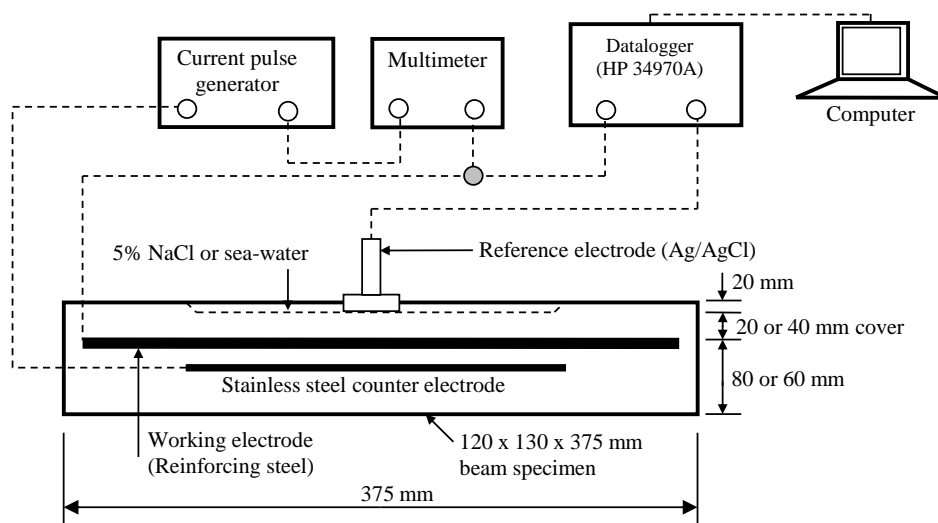 Current pulse
generator
Multimeter
Datalogger
(HP 34970A)
Computer
5% NaCl or sea-water
Reference electrode (Ag/AgCl)
20 mm
20 or 40 mm cover
Stainless steel counter electrode
80 or 60 mm
Working electrode
(Reinforcing steel)
120 x 130 x 375 mm
beam specimen
375 mm